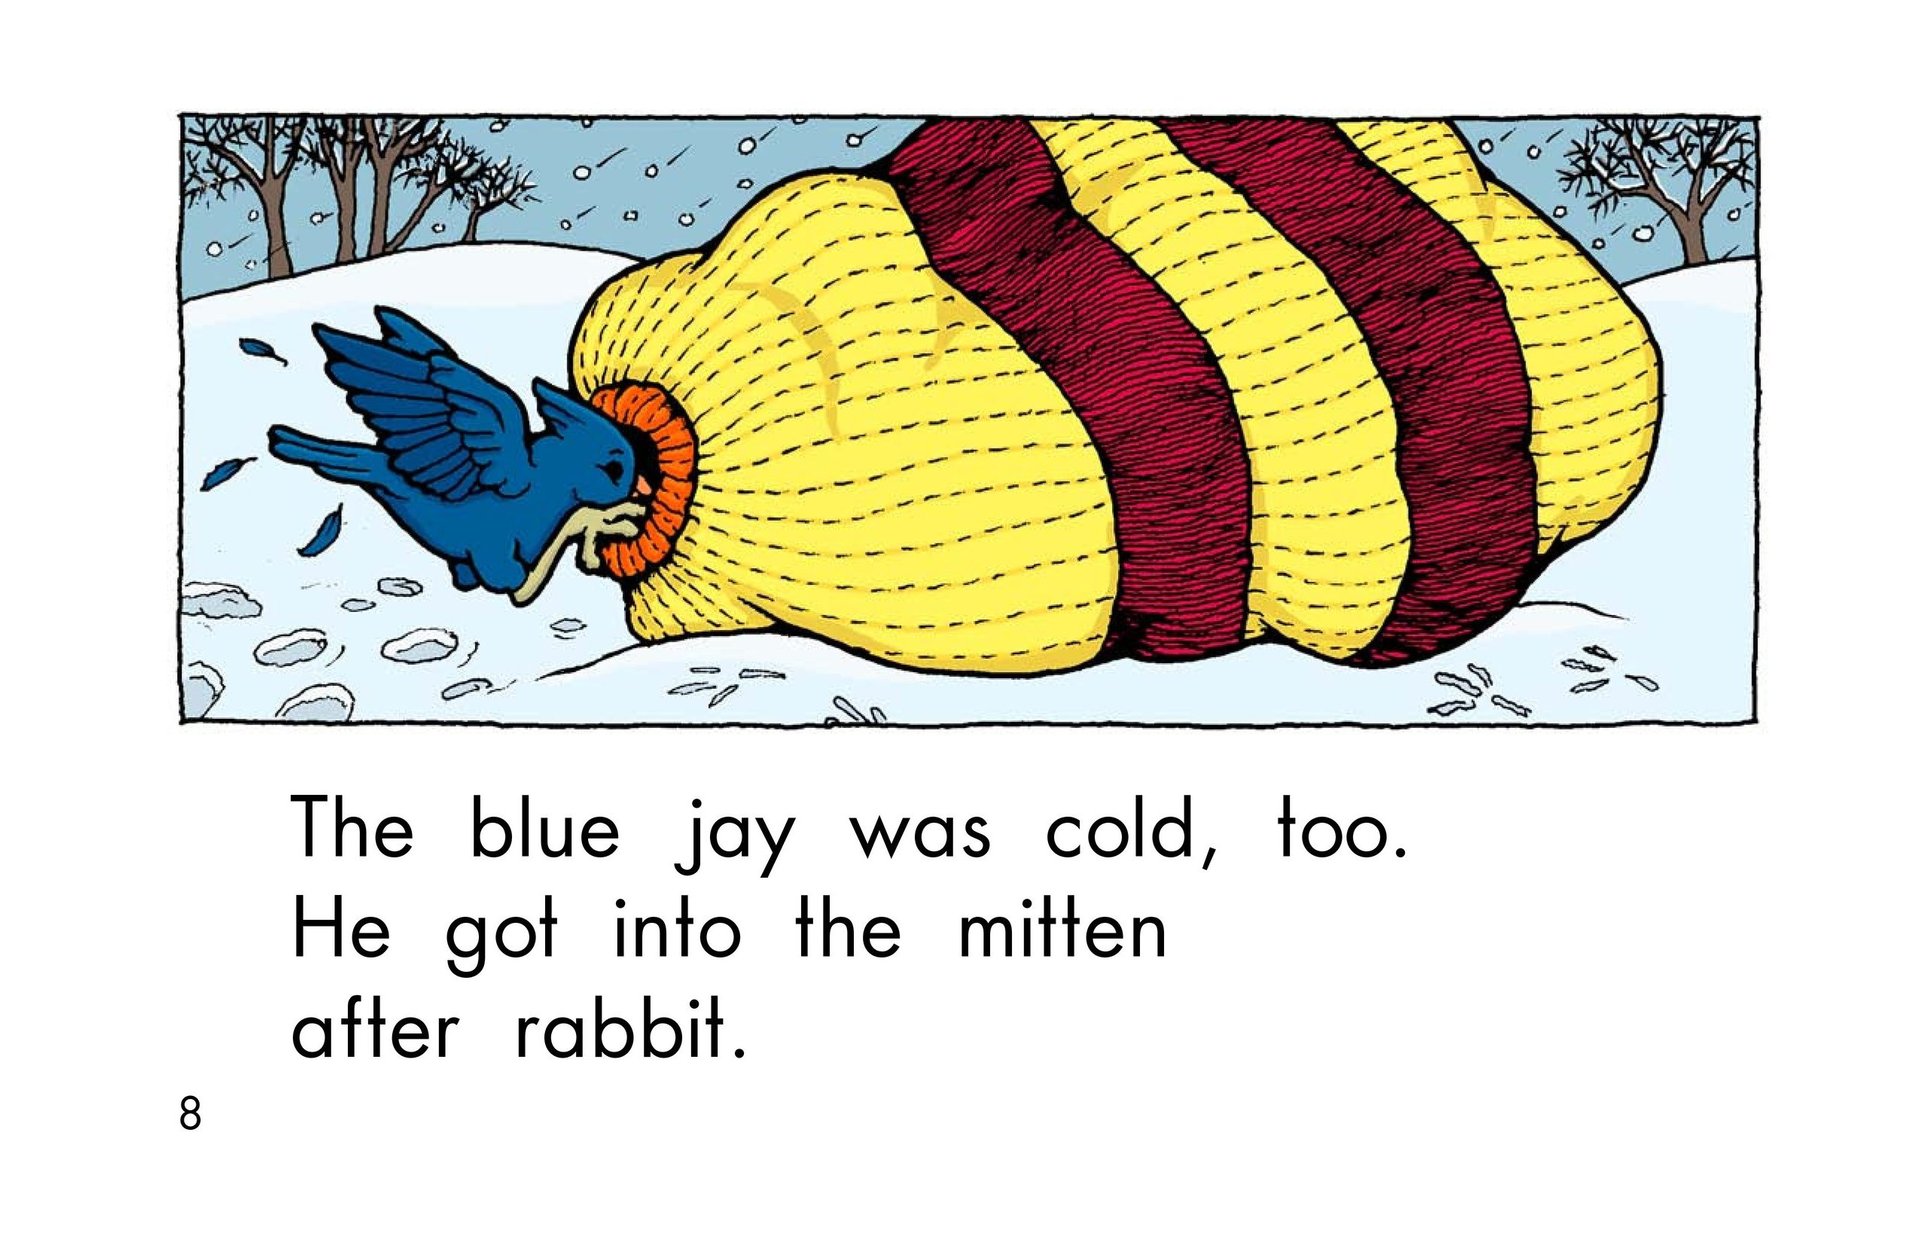 The blue jay was cold, too.
He got into the mitten
after rabbit.
8